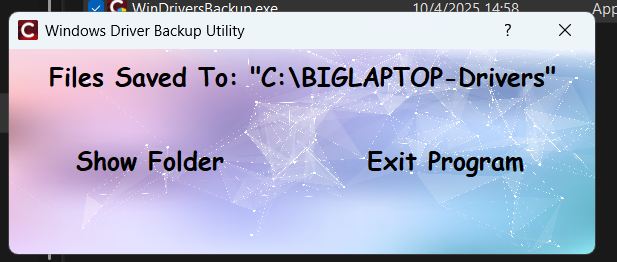 WinDriversBackup.exe 10/4/2025 14:58 App
Windows Driver Backup Utility ?
Files Saved To: "C:\BIGLAPTOP-Drivers"
Show Folder Exit Program